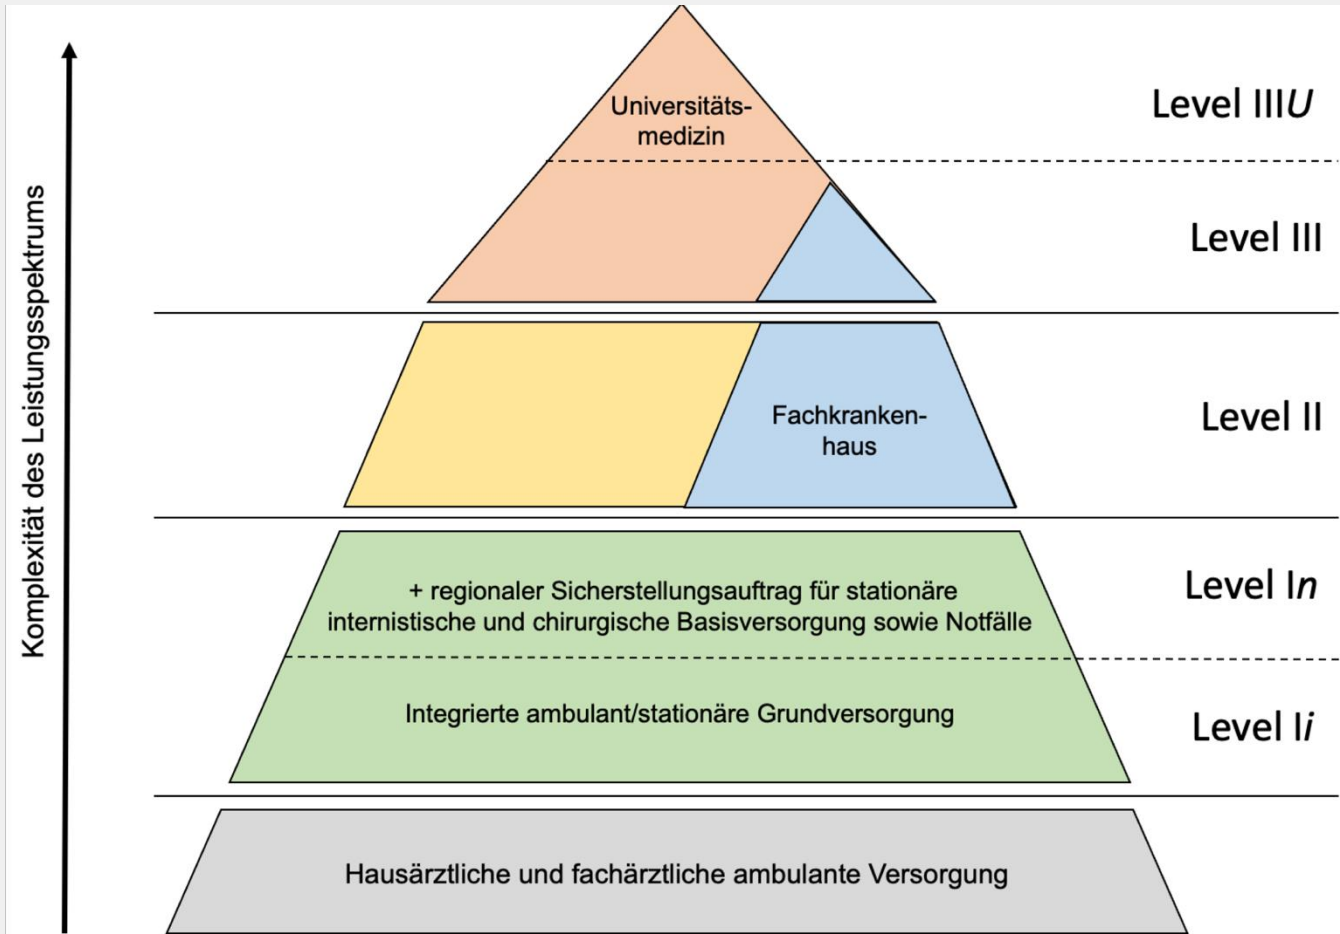 Komplexität des Leistungsspektrums
Universitäts-
medizin
Level IIIU
Level III
Fachkranken-
haus
Level II
+ regionaler Sicherstellungsauftrag für stationäre
internistische und chirurgische Basisversorgung sowie Notfälle
Level In
Integrierte ambulant/stationäre Grundversorgung
Level Ii
Hausärztliche und fachärztliche ambulante Versorgung